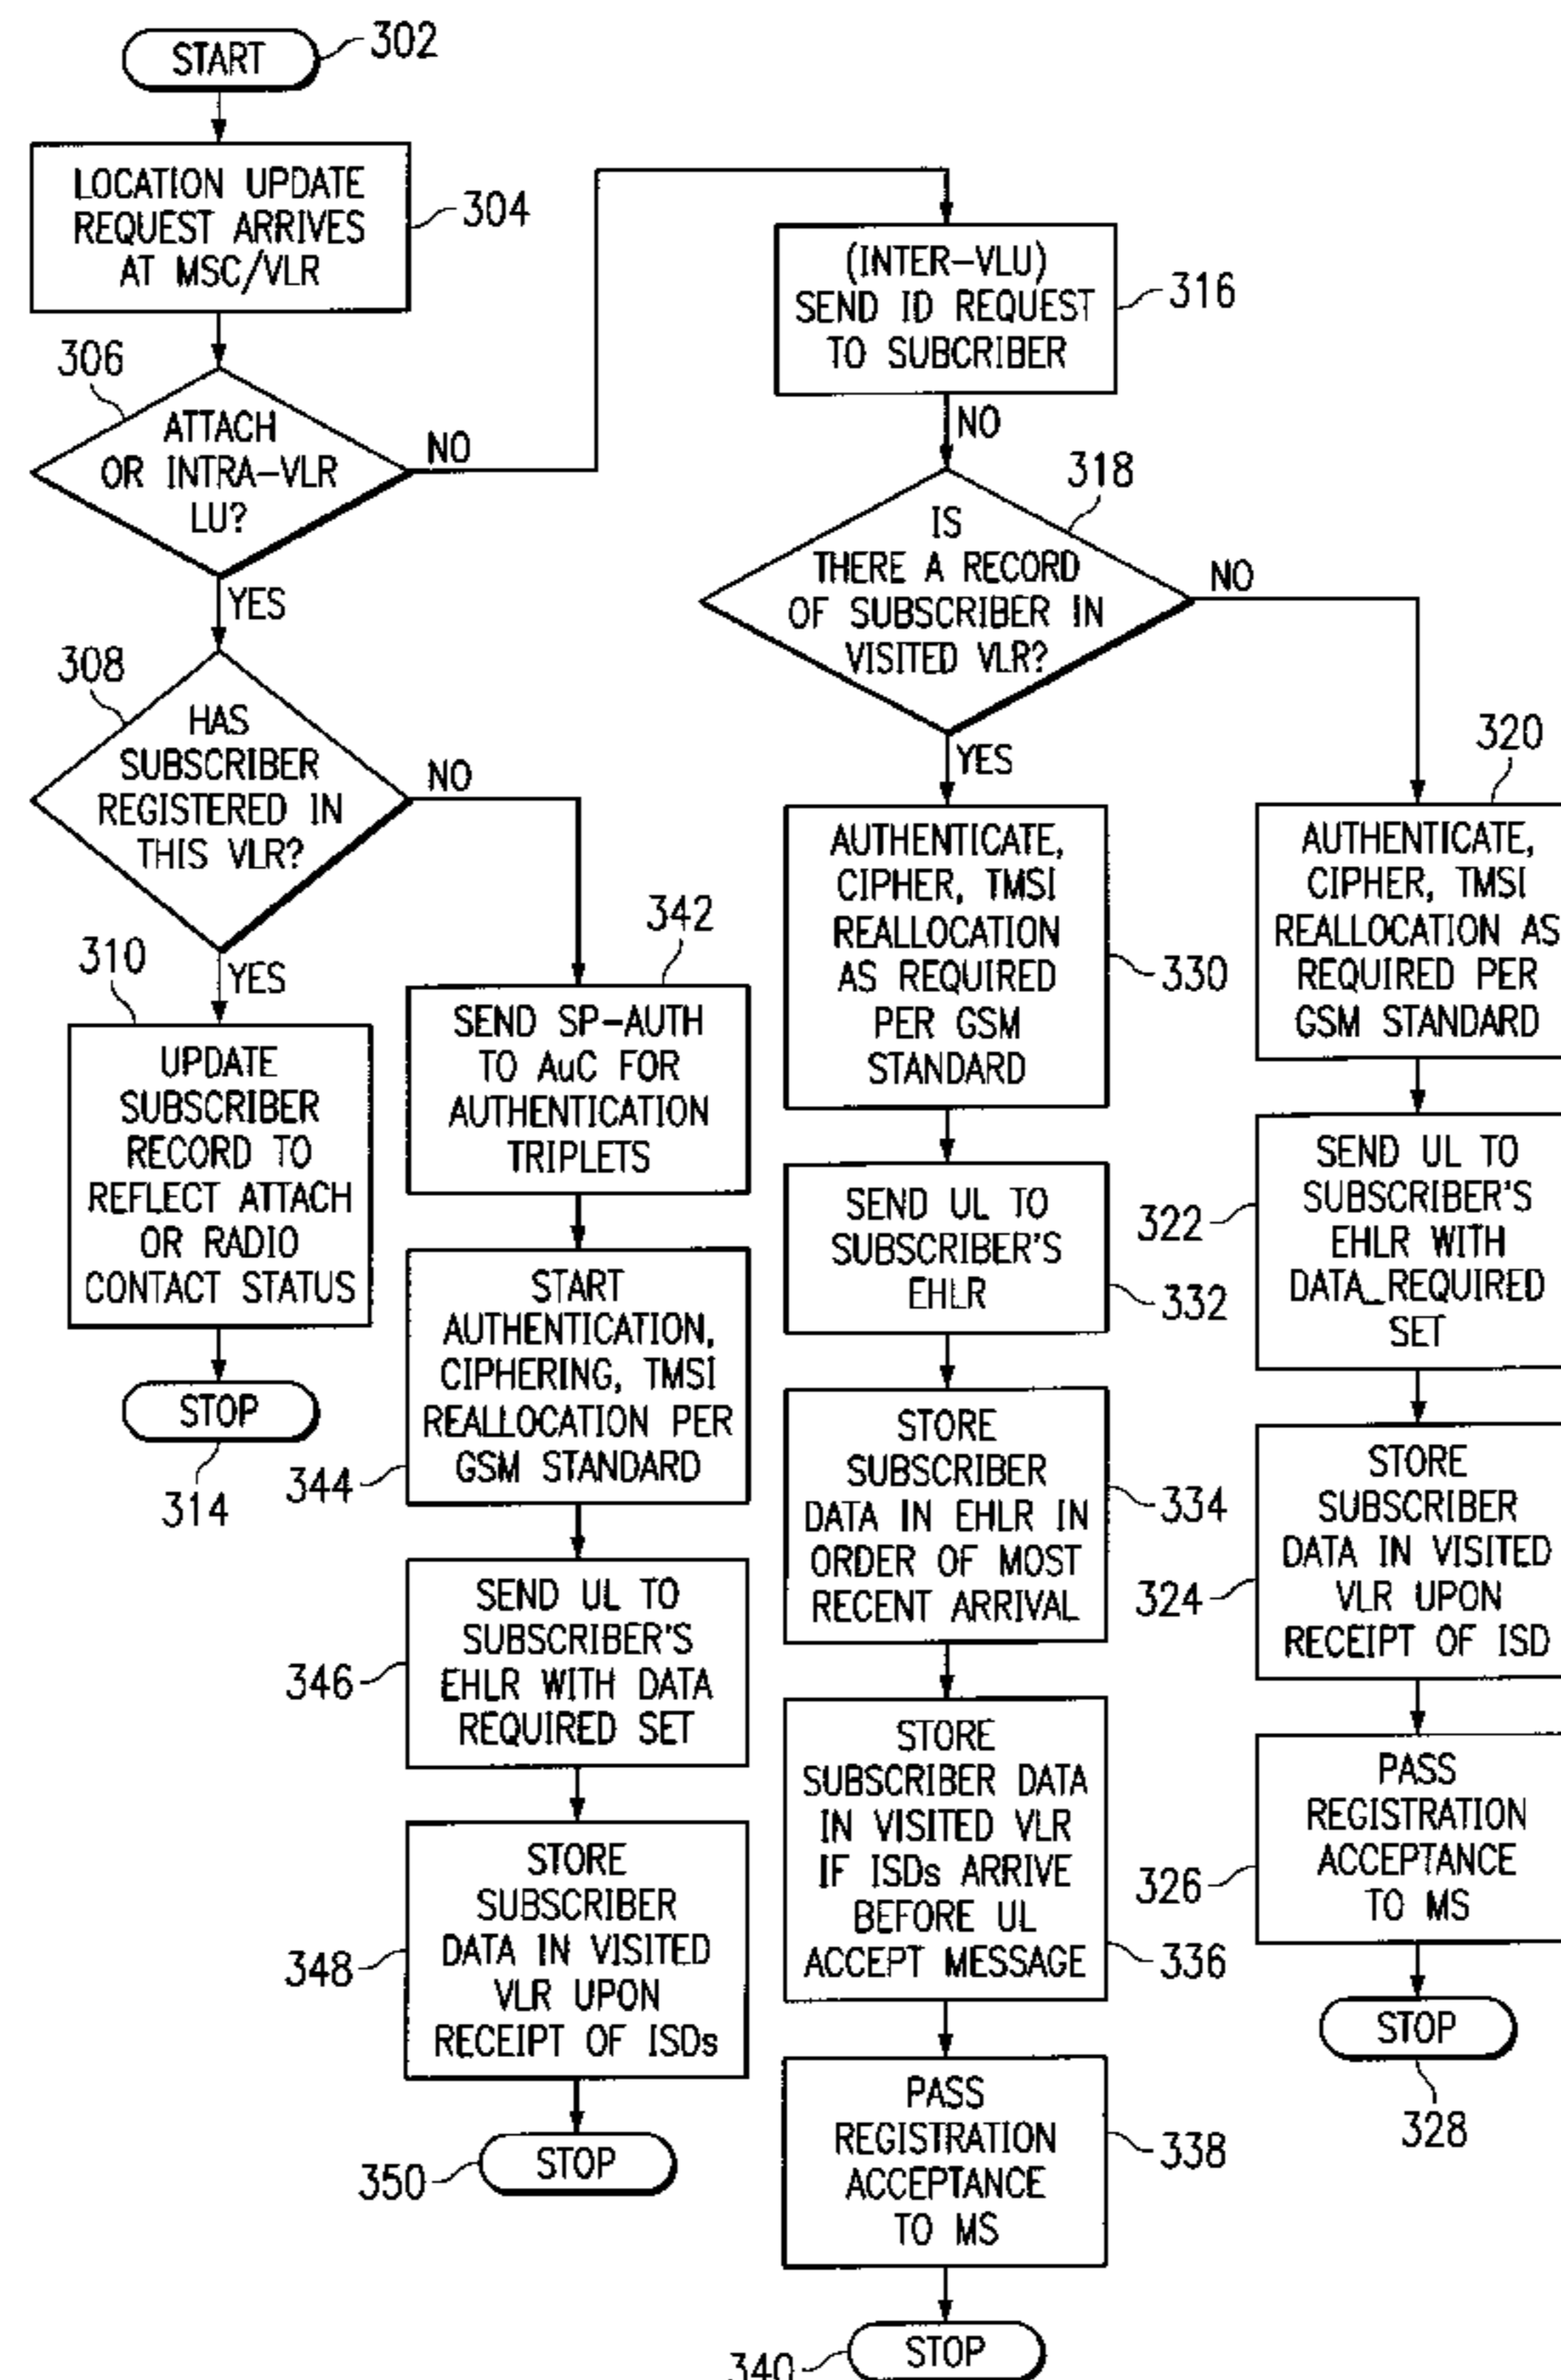 START
302
LOCATION UPDATE
REQUEST ARRIVES
AT MSC/VLR
304
306
ATTACH
OR INTRA-VLR
LU?
NO
YES
308
HAS
SUBSCRIBER
REGISTERED IN
THIS VLR?
NO
YES
310
UPDATE
SUBSCRIBER
RECORD TO
REFLECT ATTACH
OR RADIO
CONTACT STATUS
STOP
314
342
SEND SP-AUTH
TO AuC FOR
AUTHENTICATION
TRIPLETS
START
AUTHENTICATION,
CIPHERING, TMSI
REALLOCATION PER
GSM STANDARD
344
SEND UL TO
SUBSCRIBER'S
EHLR WITH DATA
REQUIRED SET
346
STORE
SUBSCRIBER
DATA IN VISITED
VLR UPON
RECEIPT OF ISDs
348
STOP
350
(INTER-VLU)
SEND ID REQUEST
TO SUBCRIBER
316
NO
318
IS
THERE A RECORD
OF SUBSCRIBER IN
VISITED VLR?
NO
YES
AUTHENTICATE,
CIPHER, TMSI
REALLOCATION
AS REQUIRED
PER GSM
STANDARD
330
SEND UL TO
SUBSCRIBER'S
EHLR
332
STORE
SUBSCRIBER
DATA IN EHLR IN
ORDER OF MOST
RECENT ARRIVAL
334
STORE
SUBSCRIBER DATA
IN VISITED VLR
IF ISDs ARRIVE
BEFORE UL
ACCEPT MESSAGE
336
PASS
REGISTRATION
ACCEPTANCE
TO MS
338
STOP
340
320
AUTHENTICATE,
CIPHER, TMSI
REALLOCATION AS
REQUIRED PER
GSM STANDARD
SEND UL TO
SUBSCRIBER'S
EHLR WITH
DATA_REQUIRED
SET
322
STORE
SUBSCRIBER
DATA IN VISITED
VLR UPON
RECEIPT OF ISD
324
PASS
REGISTRATION
ACCEPTANCE
TO MS
326
STOP
328